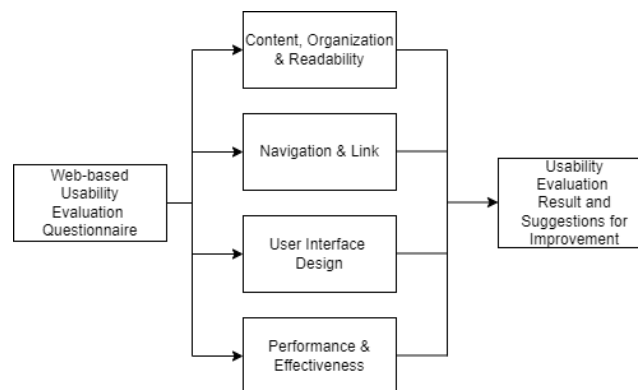 Content, Organization
& Readability
Navigation & Link
Web-based
Usability
Evaluation
Questionnaire
Usability
Evaluation
Result and
Suggestions for
Improvement
User Interface
Design
Performance &
Effectiveness